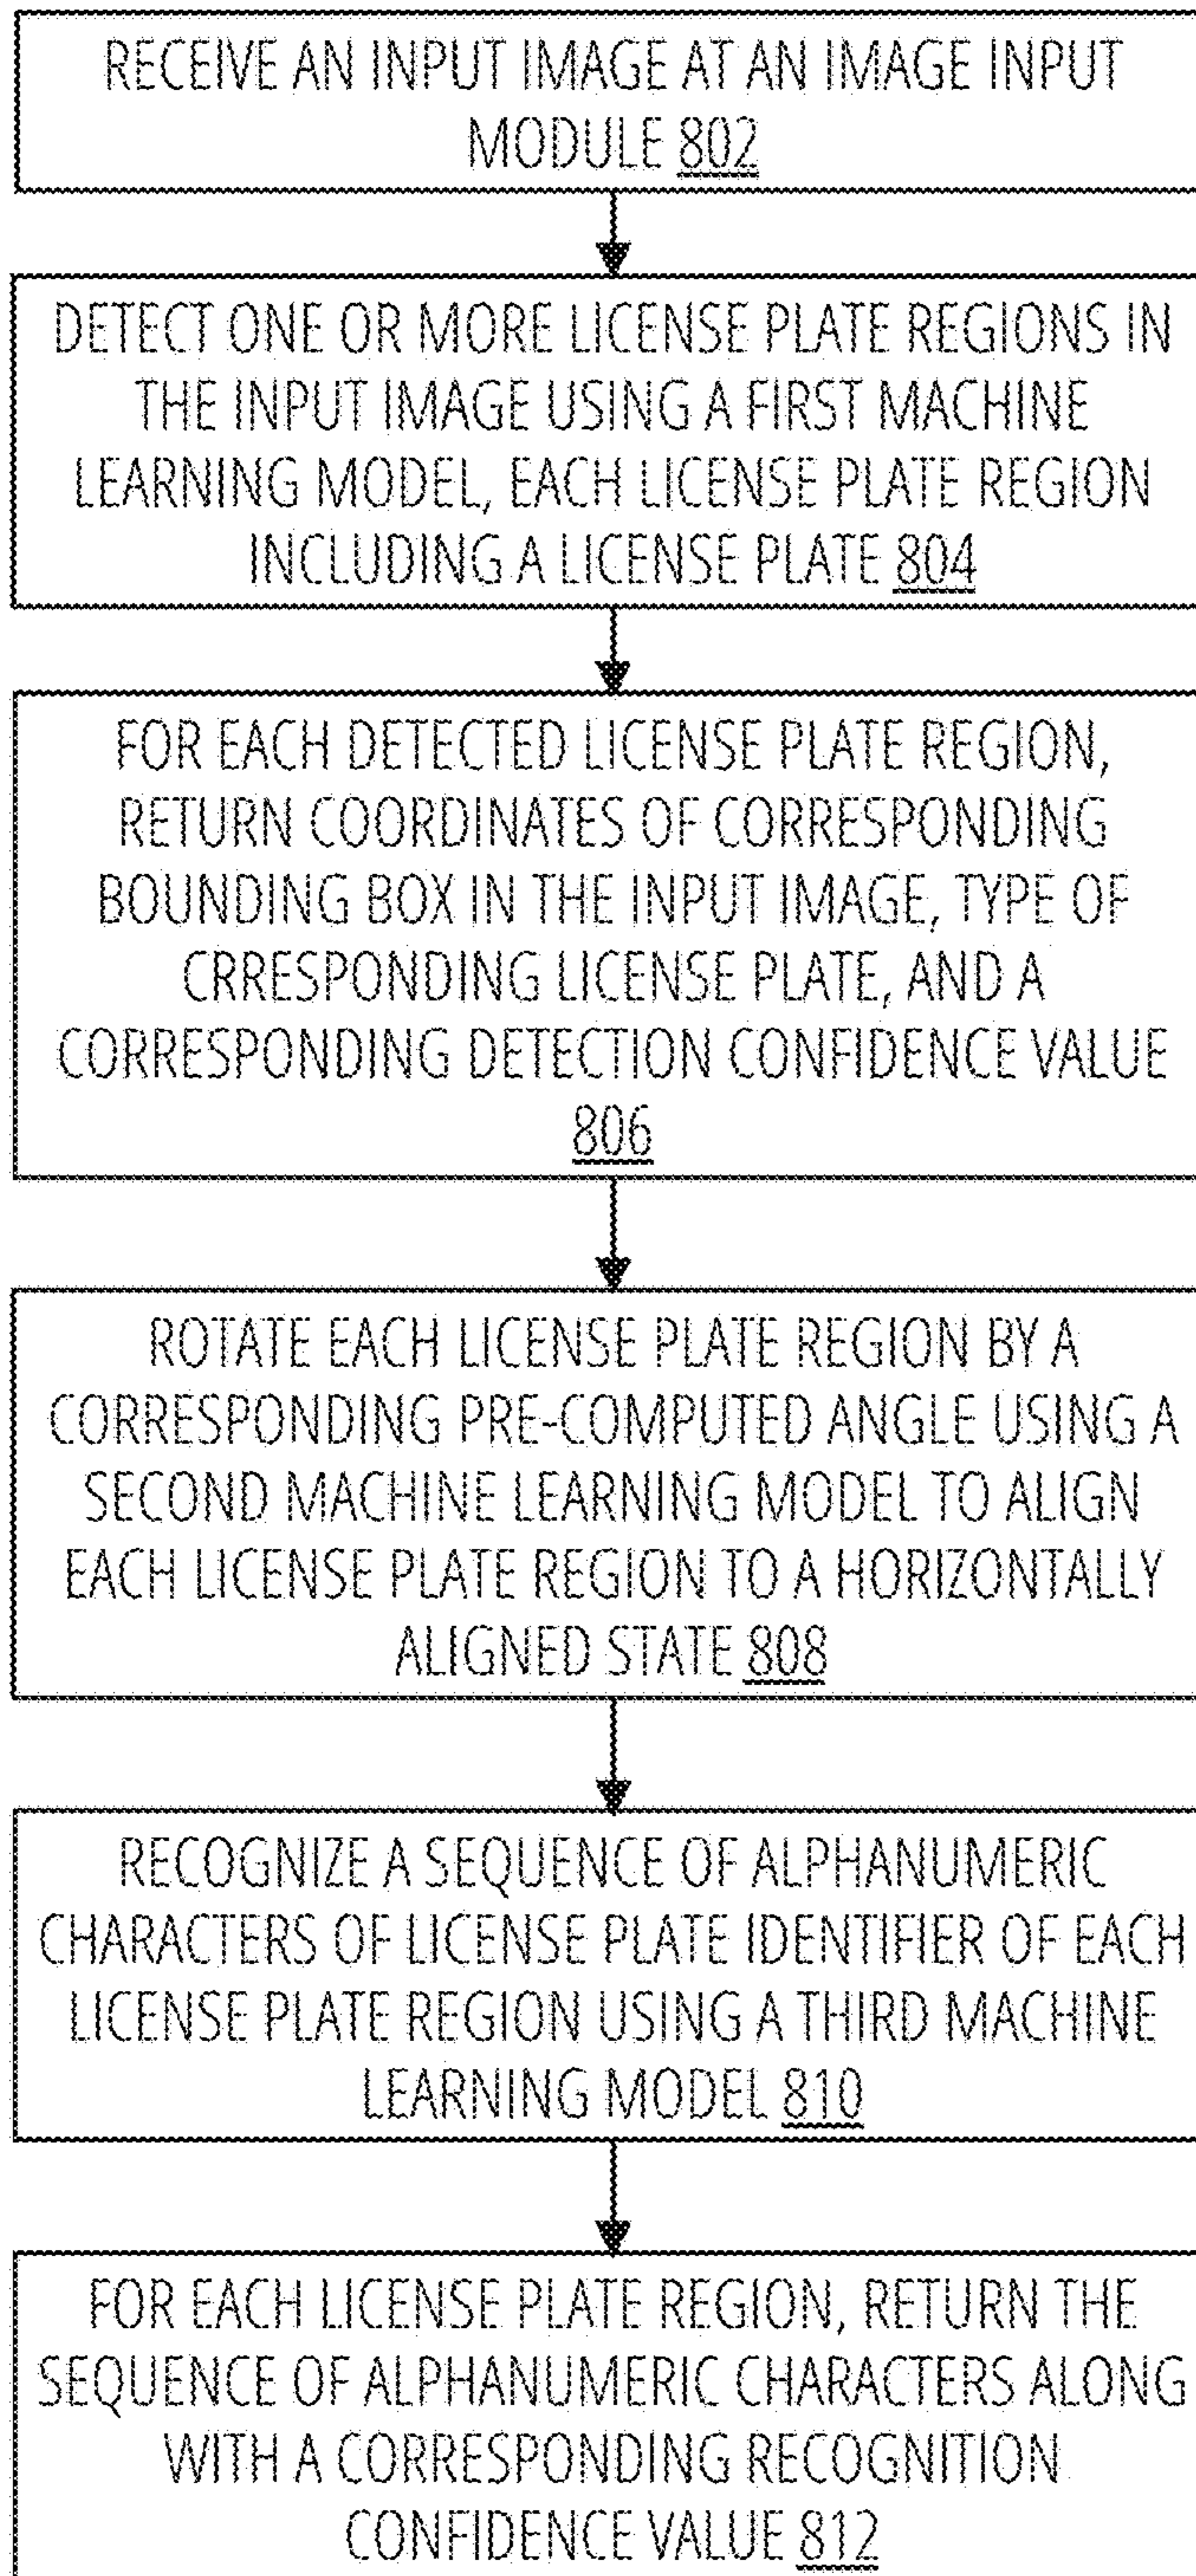 RECEIVE AN INPUT IMAGE AT AN IMAGE INPUT
MODULE 802
DETECT ONE OR MORE LICENSE PLATE REGIONS IN
THE INPUT IMAGE USING A FIRST MACHINE
LEARNING MODEL, EACH LICENSE PLATE REGION
INCLUDING A LICENSE PLATE 804
FOR EACH DETECTED LICENSE PLATE REGION,
RETURN COORDINATES OF CORRESPONDING
BOUNDING BOX IN THE INPUT IMAGE, TYPE OF
CRRESPONDING LICENSE PLATE, AND A
CORRESPONDING DETECTION CONFIDENCE VALUE
806
ROTATE EACH LICENSE PLATE REGION BY A
CORRESPONDING PRE-COMPUTED ANGLE USING A
SECOND MACHINE LEARNING MODEL TO ALIGN
EACH LICENSE PLATE REGION TO A HORIZONTALLY
ALIGNED STATE 808
RECOGNIZE A SEQUENCE OF ALPHANUMERIC
CHARACTERS OF LICENSE PLATE IDENTIFIER OF EACH
LICENSE PLATE REGION USING A THIRD MACHINE
LEARNING MODEL 810
FOR EACH LICENSE PLATE REGION, RETURN THE
SEQUENCE OF ALPHANUMERIC CHARACTERS ALONG
WITH A CORRESPONDING RECOGNITION
CONFIDENCE VALUE 812